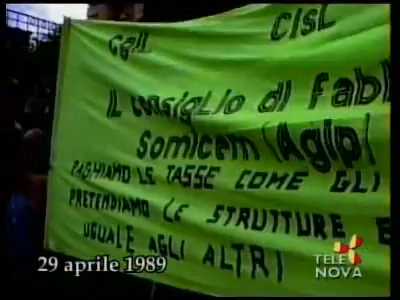 Cgil CISL
IL CONSIGLIO DI FABB
SOMICEM (Agip)
PAGHIAMO LE TASSE COME GLI
PRETENDIAMO LE STRUTTURE E
UGUALE AGLI ALTRI
29 aprile 1989
TELE
NOVA